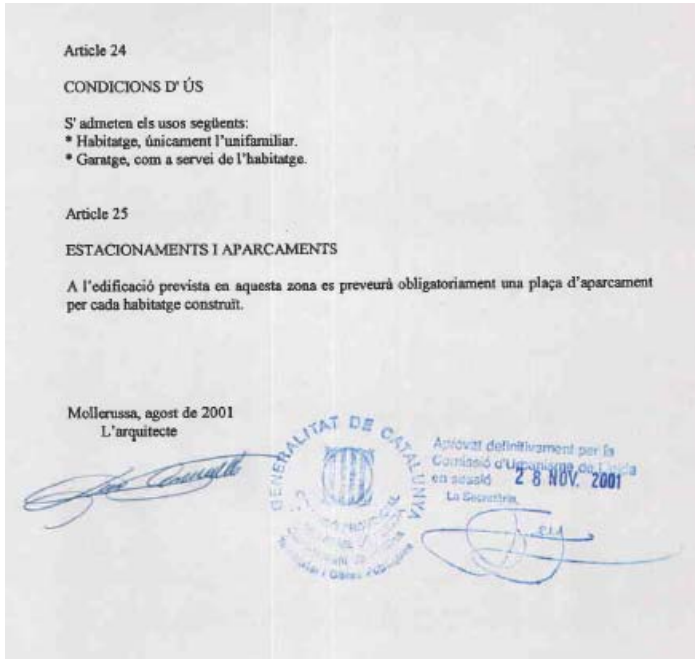 Article 24
CONDICIONS D' ÚS
S' admeten els usos següents:
* Habitatge, únicament l'unifamiliar.
* Garatge, com a servei de l'habitatge.
Article 25
ESTACIONAMENTS I APARCAMENTS
A l'edificació prevista en aquesta zona es preveurà obligatoriament una plaça d'aparcament
per cada habitatge construït.
Mollerussa, agost de 2001
L'arquitecte
GENERALITAT DE CATALUNYA
Aprovat definitivament per la
Comissió d'Urbanisme de Lleida
en sessió 28 NOV. 2001
La Secretària,